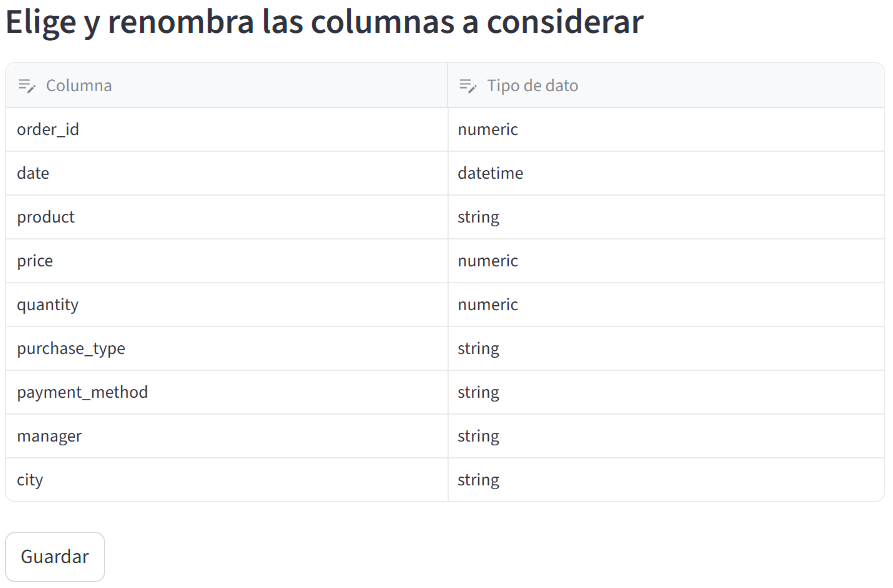 Elige y renombra las columnas a considerar
Columna Tipo de dato
order_id numeric
date datetime
product string
price numeric
quantity numeric
purchase_type string
payment_method string
manager string
city string
Guardar